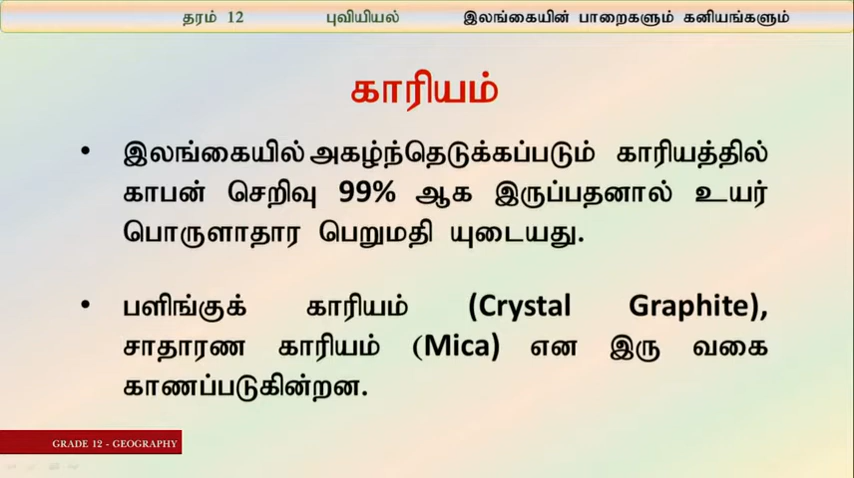 தரம் 12 புவியியல் இலங்கையின் பாறைகளும் கனியங்களும்
காரியம்
• இலங்கையில் அகழ்ந்தெடுக்கப்படும் காரியத்தில்
காபன் செறிவு 99% ஆக இருப்பதனால் உயர்
பொருளாதார பெறுமதி யுடையது.
• பளிங்குக் காரியம் (Crystal Graphite),
சாதாரண காரியம் (Mica) என இரு வகை
காணப்படுகின்றன.
GRADE 12 - GEOGRAPHY